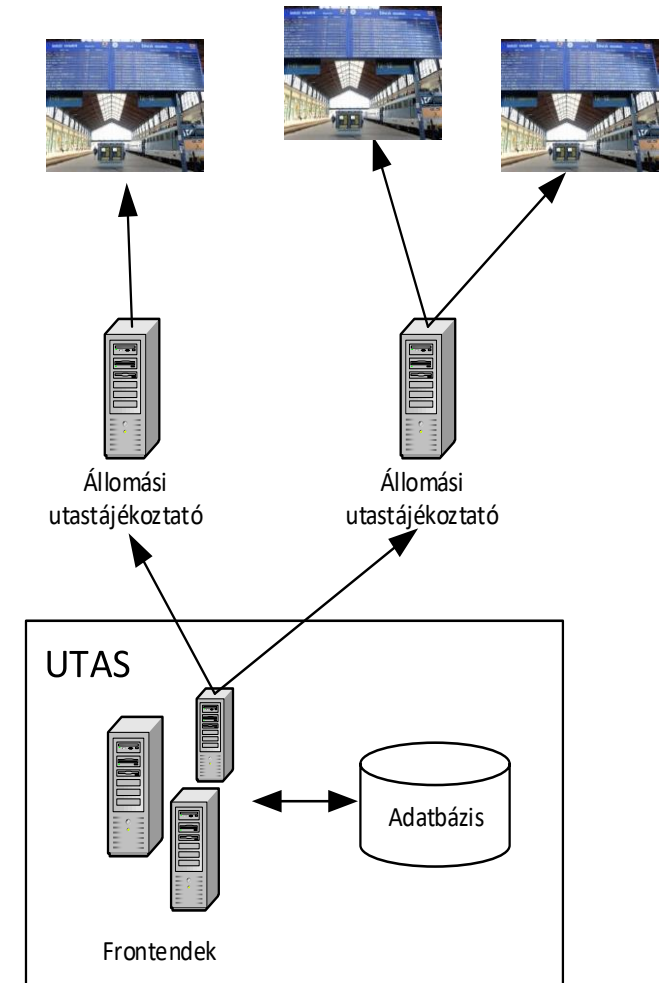 Állomási
utastájékoztató
Állomási
utastájékoztató
UTAS
Adatbázis
Frontendek